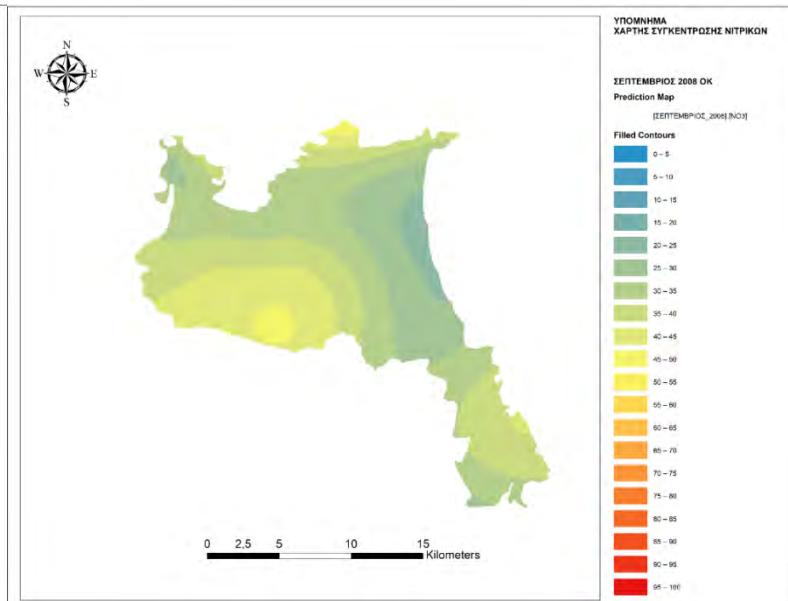 ΥΠΟΜΝΗΜΑ
ΧΑΡΤΗΣ ΣΥΓΚΕΝΤΡΩΣΗΣ ΝΙΤΡΙΚΩΝ
ΣΕΠΤΕΜΒΡΙΟΣ 2008 ΟΚ
Prediction Map
[ΣΕΠΤΕΜΒΡΙΟΣ_2008].[NO3]
Filled Contours
0 – 5
5 – 10
10 – 15
15 – 20
20 – 25
25 – 30
30 – 35
35 – 40
40 – 45
45 – 50
50 – 55
55 – 60
60 – 65
65 – 70
70 – 75
75 – 80
80 – 85
85 – 90
90 – 95
95 – 100
N
W E
S
0 2,5 5 10 15
Kilometers